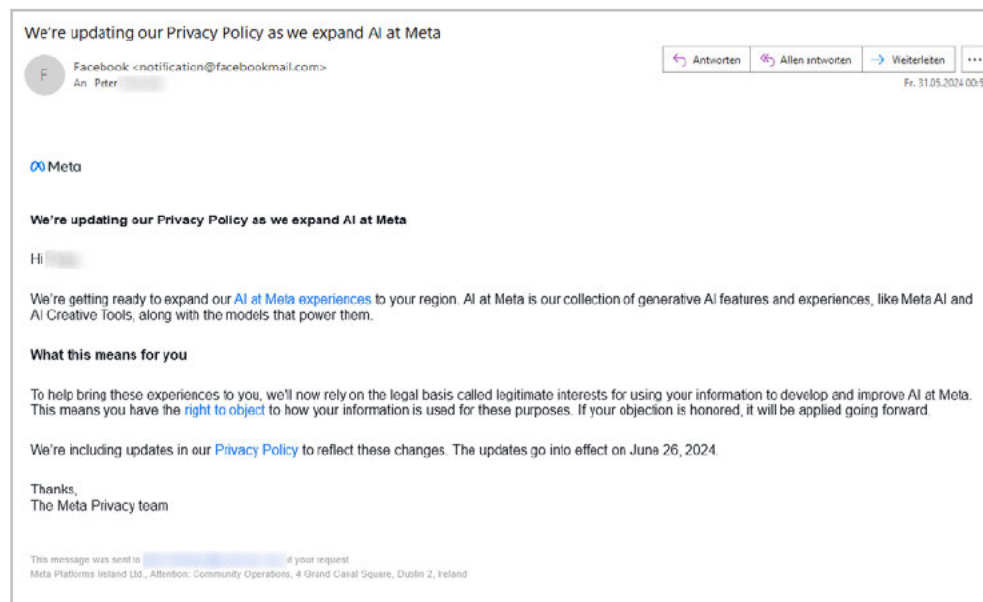 We're updating our Privacy Policy as we expand AI at Meta
F
Facebook <notification@facebookmail.com>
An Peter
Antworten
Allen antworten
Weiterleiten
Fr. 31.05.2024
Meta
We're updating our Privacy Policy as we expand AI at Meta
Hi
We're getting ready to expand our AI at Meta experiences to your region. AI at Meta is our collection of generative AI features and experiences, like Meta AI and
AI Creative Tools, along with the models that power them.
What this means for you
To help bring these experiences to you, we'll now rely on the legal basis called legitimate interests for using your information to develop and improve AI at Meta.
This means you have the right to object to how your information is used for these purposes. If your objection is honored, it will be applied going forward.
We're including updates in our Privacy Policy to reflect these changes. The updates go into effect on June 26, 2024.
Thanks,
The Meta Privacy team
This message was sent to your request.
Meta Platforms Ireland Ltd., Attention: Community Operations, 4 Grand Canal Square, Dublin 2, Ireland